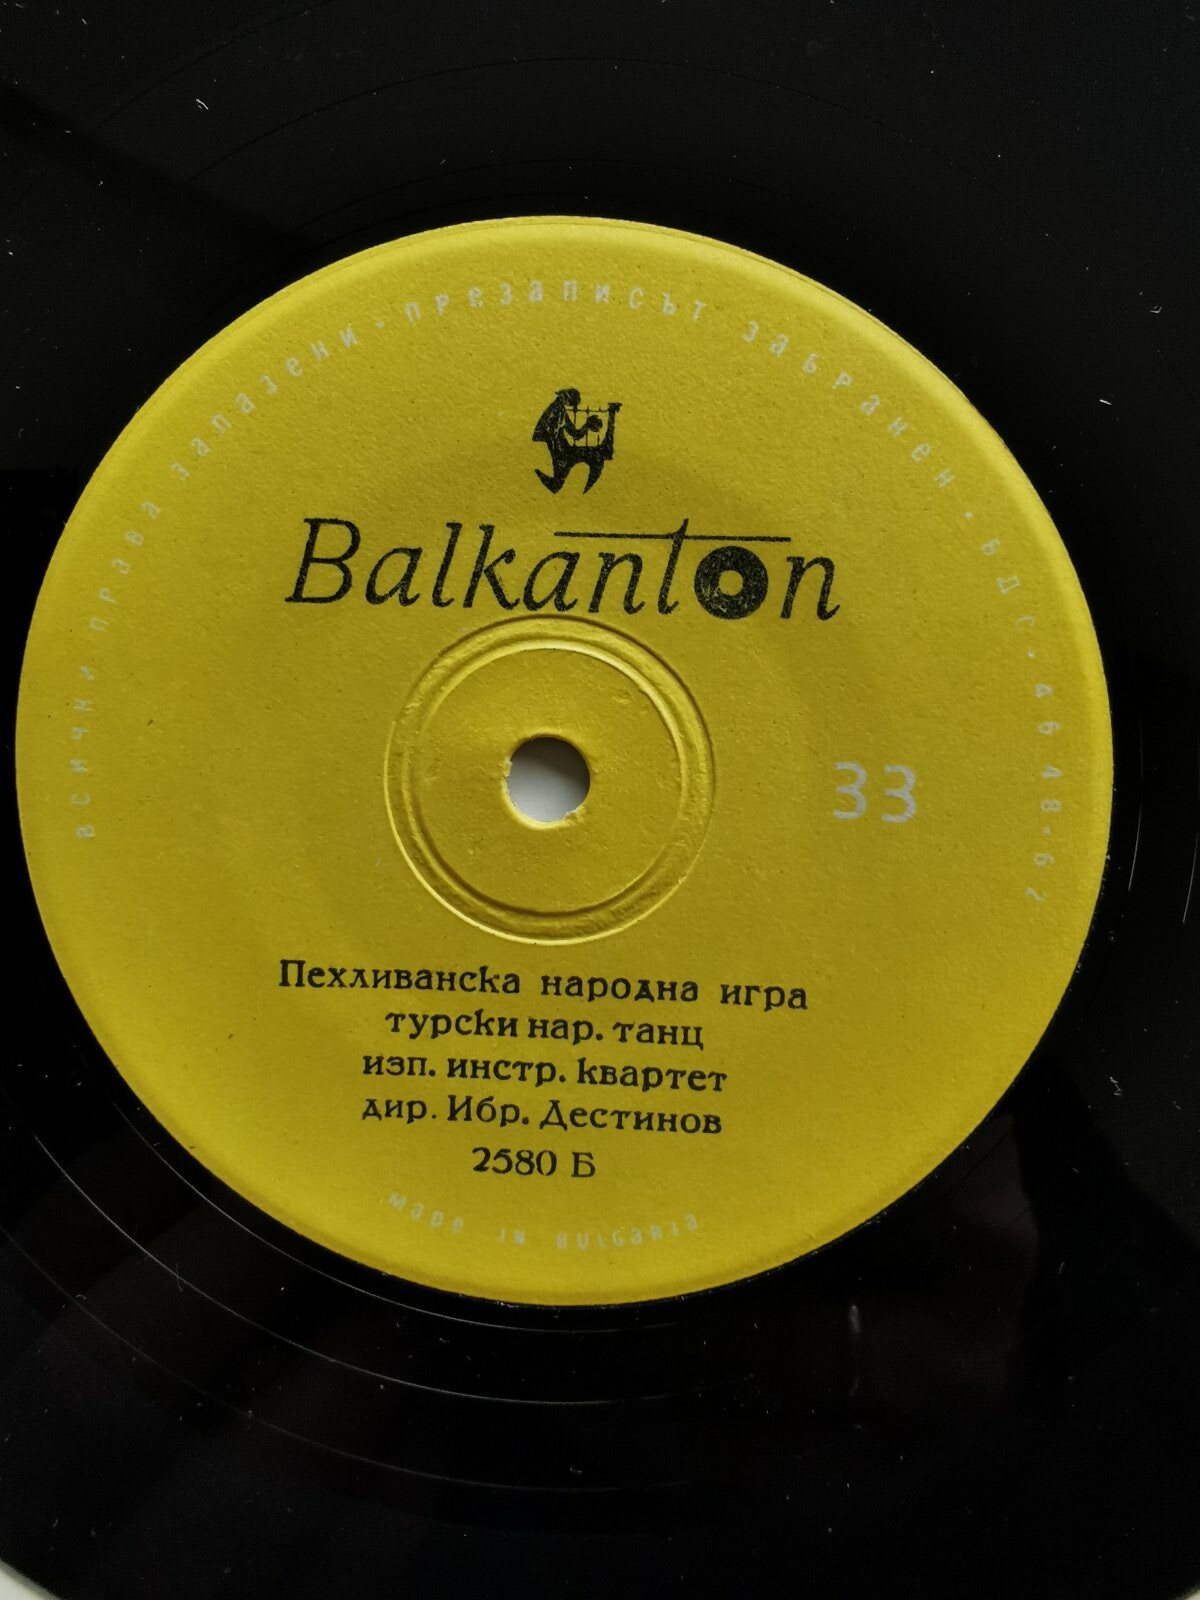 всички права запазени · презаписът забранен · БДС · 4648-62
Balkanton
33
Пехливанска народна игра
турски нар. танц
изп. инстр. квартет
дир. Ибр. Дестинов
2580 Б
MADE IN BULGARIA